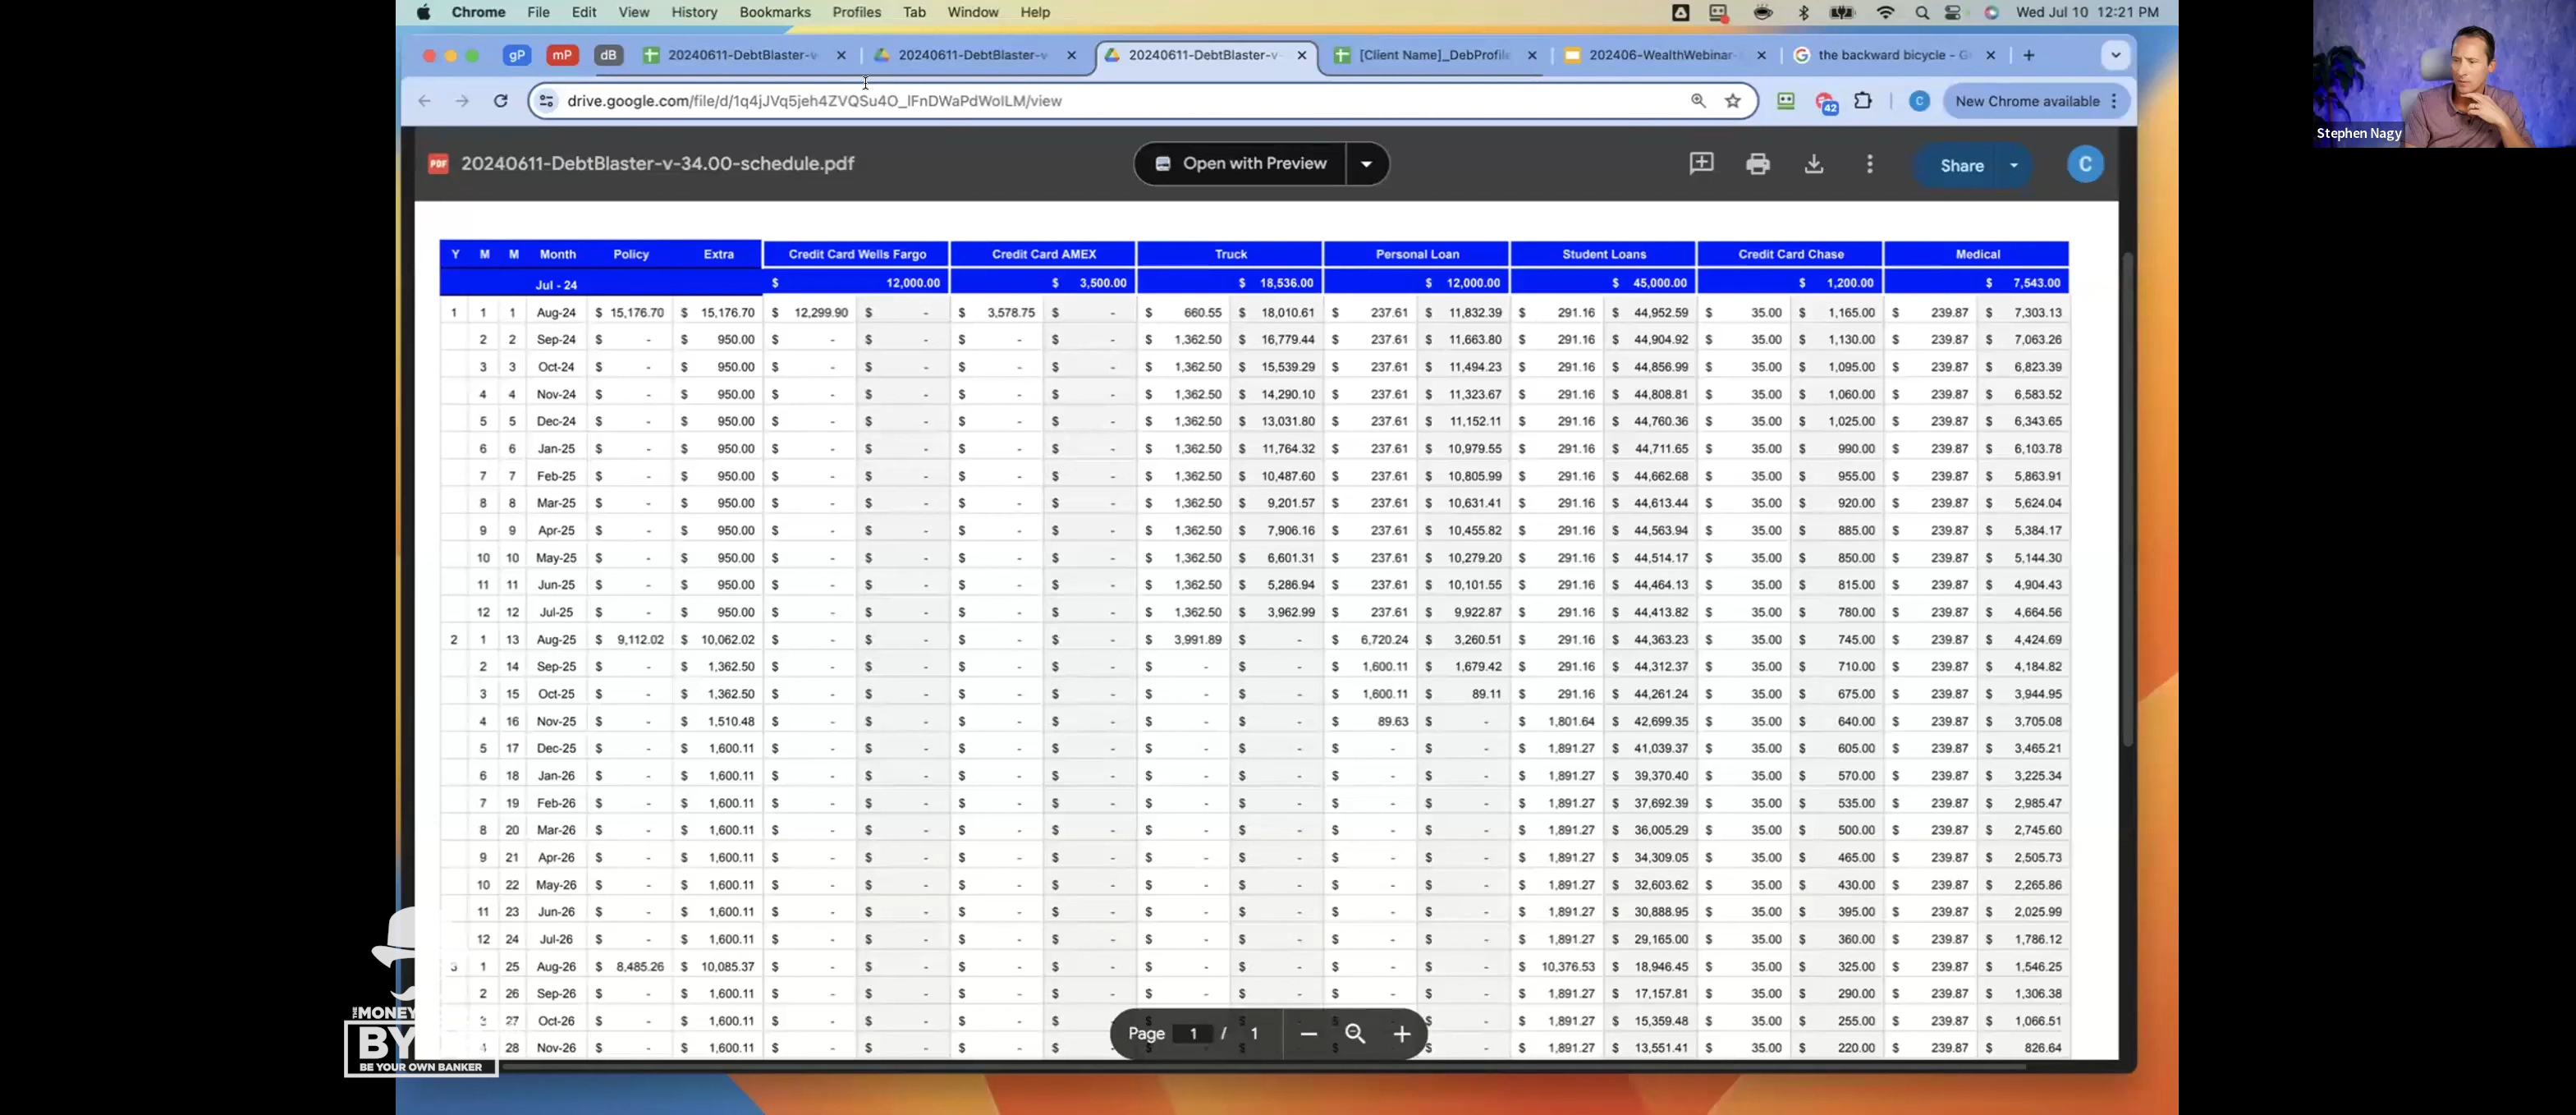 Chrome File Edit View History Bookmarks Profiles Tab Window Help Wed Jul 10 12:21 PM
gP mP dB 20240611-DebtBlaster-v 20240611-DebtBlaster-v 20240611-DebtBlaster-v- [Client Name]_DebProfile 202406-WealthWebinar- the backward bicycle - G
drive.google.com/file/d/1q4jJVq5jeh4ZVQSu4O_lFnDWaPdWolLM/view 42 C New Chrome available
Stephen Nagy
PDF 20240611-DebtBlaster-v-34.00-schedule.pdf Open with Preview Share C
Y M M Month Policy Extra Credit Card Wells Fargo Credit Card AMEX Truck Personal Loan Student Loans Credit Card Chase Medical
Jul - 24 $ 12,000.00 $ 3,500.00 $ 18,536.00 $ 12,000.00 $ 45,000.00 $ 1,200.00 $ 7,543.00
1 1 1 Aug-24 $ 15,176.70 $ 15,176.70 $ 12,299.90 $ - $ 3,578.75 $ - $ 660.55 $ 18,010.61 $ 237.61 $ 11,832.39 $ 291.16 $ 44,952.59 $ 35.00 $ 1,165.00 $ 239.87 $ 7,303.13
2 2 Sep-24 $ - $ 950.00 $ - $ - $ - $ - $ 1,362.50 $ 16,779.44 $ 237.61 $ 11,663.80 $ 291.16 $ 44,904.92 $ 35.00 $ 1,130.00 $ 239.87 $ 7,063.26
3 3 Oct-24 $ - $ 950.00 $ - $ - $ - $ - $ 1,362.50 $ 15,539.29 $ 237.61 $ 11,494.23 $ 291.16 $ 44,856.99 $ 35.00 $ 1,095.00 $ 239.87 $ 6,823.39
4 4 Nov-24 $ - $ 950.00 $ - $ - $ - $ - $ 1,362.50 $ 14,290.10 $ 237.61 $ 11,323.67 $ 291.16 $ 44,808.81 $ 35.00 $ 1,060.00 $ 239.87 $ 6,583.52
5 5 Dec-24 $ - $ 950.00 $ - $ - $ - $ - $ 1,362.50 $ 13,031.80 $ 237.61 $ 11,152.11 $ 291.16 $ 44,760.36 $ 35.00 $ 1,025.00 $ 239.87 $ 6,343.65
6 6 Jan-25 $ - $ 950.00 $ - $ - $ - $ - $ 1,362.50 $ 11,764.32 $ 237.61 $ 10,979.55 $ 291.16 $ 44,711.65 $ 35.00 $ 990.00 $ 239.87 $ 6,103.78
7 7 Feb-25 $ - $ 950.00 $ - $ - $ - $ - $ 1,362.50 $ 10,487.60 $ 237.61 $ 10,805.99 $ 291.16 $ 44,662.68 $ 35.00 $ 955.00 $ 239.87 $ 5,863.91
8 8 Mar-25 $ - $ 950.00 $ - $ - $ - $ - $ 1,362.50 $ 9,201.57 $ 237.61 $ 10,631.41 $ 291.16 $ 44,613.44 $ 35.00 $ 920.00 $ 239.87 $ 5,624.04
9 9 Apr-25 $ - $ 950.00 $ - $ - $ - $ - $ 1,362.50 $ 7,906.16 $ 237.61 $ 10,455.82 $ 291.16 $ 44,563.94 $ 35.00 $ 885.00 $ 239.87 $ 5,384.17
10 10 May-25 $ - $ 950.00 $ - $ - $ - $ - $ 1,362.50 $ 6,601.31 $ 237.61 $ 10,279.20 $ 291.16 $ 44,514.17 $ 35.00 $ 850.00 $ 239.87 $ 5,144.30
11 11 Jun-25 $ - $ 950.00 $ - $ - $ - $ - $ 1,362.50 $ 5,286.94 $ 237.61 $ 10,101.55 $ 291.16 $ 44,464.13 $ 35.00 $ 815.00 $ 239.87 $ 4,904.43
12 12 Jul-25 $ - $ 950.00 $ - $ - $ - $ - $ 1,362.50 $ 3,962.99 $ 237.61 $ 9,922.87 $ 291.16 $ 44,413.82 $ 35.00 $ 780.00 $ 239.87 $ 4,664.56
2 1 13 Aug-25 $ 9,112.02 $ 10,062.02 $ - $ - $ - $ - $ 3,991.89 $ - $ 6,720.24 $ 3,260.51 $ 291.16 $ 44,363.23 $ 35.00 $ 745.00 $ 239.87 $ 4,424.69
2 14 Sep-25 $ - $ 1,362.50 $ - $ - $ - $ - $ - $ - $ 1,600.11 $ 1,679.42 $ 291.16 $ 44,312.37 $ 35.00 $ 710.00 $ 239.87 $ 4,184.82
3 15 Oct-25 $ - $ 1,362.50 $ - $ - $ - $ - $ - $ - $ 1,600.11 $ 89.11 $ 291.16 $ 44,261.24 $ 35.00 $ 675.00 $ 239.87 $ 3,944.95
4 16 Nov-25 $ - $ 1,510.48 $ - $ - $ - $ - $ - $ - $ 89.63 $ - $ 1,801.64 $ 42,699.35 $ 35.00 $ 640.00 $ 239.87 $ 3,705.08
5 17 Dec-25 $ - $ 1,600.11 $ - $ - $ - $ - $ - $ - $ - $ - $ 1,891.27 $ 41,039.37 $ 35.00 $ 605.00 $ 239.87 $ 3,465.21
6 18 Jan-26 $ - $ 1,600.11 $ - $ - $ - $ - $ - $ - $ - $ - $ 1,891.27 $ 39,370.40 $ 35.00 $ 570.00 $ 239.87 $ 3,225.34
7 19 Feb-26 $ - $ 1,600.11 $ - $ - $ - $ - $ - $ - $ - $ - $ 1,891.27 $ 37,692.39 $ 35.00 $ 535.00 $ 239.87 $ 2,985.47
8 20 Mar-26 $ - $ 1,600.11 $ - $ - $ - $ - $ - $ - $ - $ - $ 1,891.27 $ 36,005.29 $ 35.00 $ 500.00 $ 239.87 $ 2,745.60
9 21 Apr-26 $ - $ 1,600.11 $ - $ - $ - $ - $ - $ - $ - $ - $ 1,891.27 $ 34,309.05 $ 35.00 $ 465.00 $ 239.87 $ 2,505.73
10 22 May-26 $ - $ 1,600.11 $ - $ - $ - $ - $ - $ - $ - $ - $ 1,891.27 $ 32,603.62 $ 35.00 $ 430.00 $ 239.87 $ 2,265.86
11 23 Jun-26 $ - $ 1,600.11 $ - $ - $ - $ - $ - $ - $ - $ - $ 1,891.27 $ 30,888.95 $ 35.00 $ 395.00 $ 239.87 $ 2,025.99
12 24 Jul-26 $ - $ 1,600.11 $ - $ - $ - $ - $ - $ - $ - $ - $ 1,891.27 $ 29,165.00 $ 35.00 $ 360.00 $ 239.87 $ 1,786.12
3 1 25 Aug-26 $ 8,485.26 $ 10,085.37 $ - $ - $ - $ - $ - $ - $ - $ - $ 10,376.53 $ 18,946.45 $ 35.00 $ 325.00 $ 239.87 $ 1,546.25
2 26 Sep-26 $ - $ 1,600.11 $ - $ - $ - $ - $ - $ - $ - $ - $ 1,891.27 $ 17,157.81 $ 35.00 $ 290.00 $ 239.87 $ 1,306.38
3 27 Oct-26 $ - $ 1,600.11 $ - $ - $ - $ $ 1,891.27 $ 15,359.48 $ 35.00 $ 255.00 $ 239.87 $ 1,066.51
4 28 Nov-26 $ - $ 1,600.11 $ - $ - $ - $ $ - $ 1,891.27 $ 13,551.41 $ 35.00 $ 220.00 $ 239.87 $ 826.64
Page 1 / 1
THE MONEY
BY
BE YOUR OWN BANKER